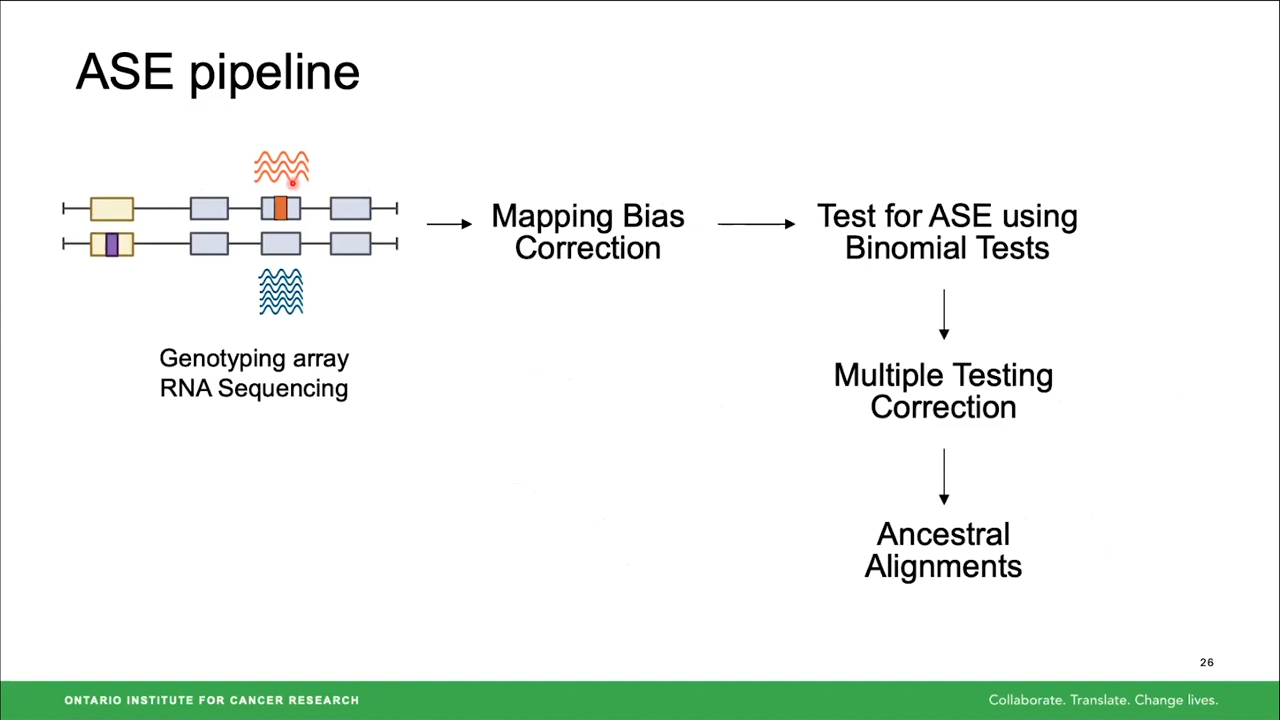 ASE pipeline
Genotyping array
RNA Sequencing
Mapping Bias
Correction
Test for ASE using
Binomial Tests
Multiple Testing
Correction
Ancestral
Alignments
26
ONTARIO INSTITUTE FOR CANCER RESEARCH
Collaborate. Translate. Change lives.